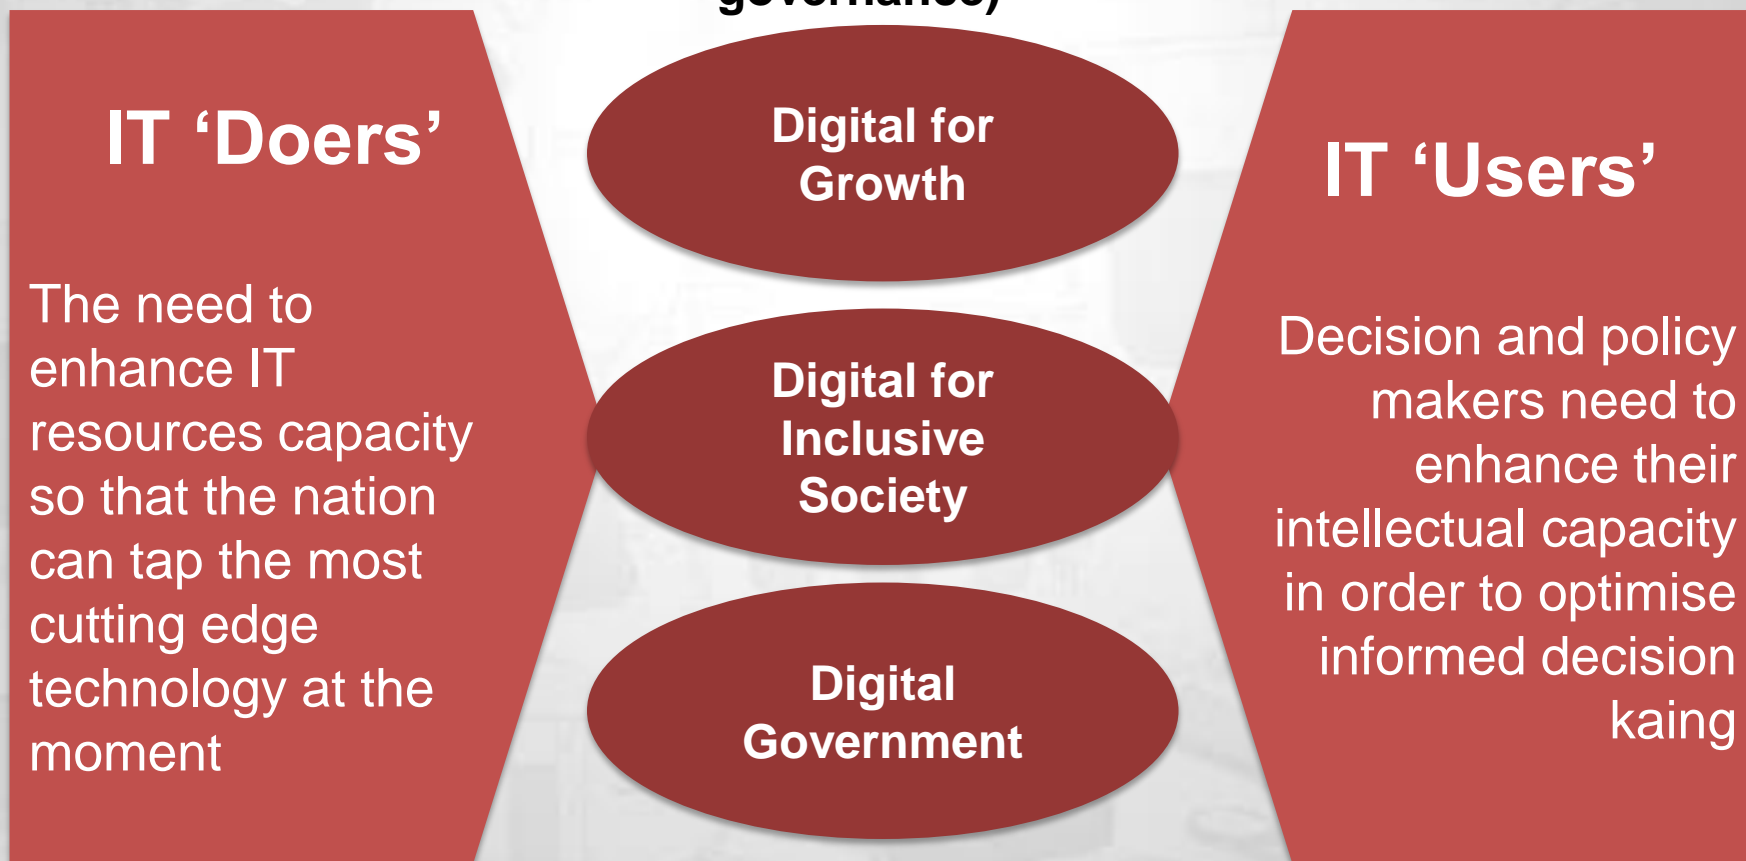 governance)
IT ‘Doers’
The need to
enhance IT
resources capacity
so that the nation
can tap the most
cutting edge
technology at the
moment
Digital for
Growth
Digital for
Inclusive
Society
Digital
Government
IT ‘Users’
Decision and policy
makers need to
enhance their
intellectual capacity
in order to optimise
informed decision
kaing